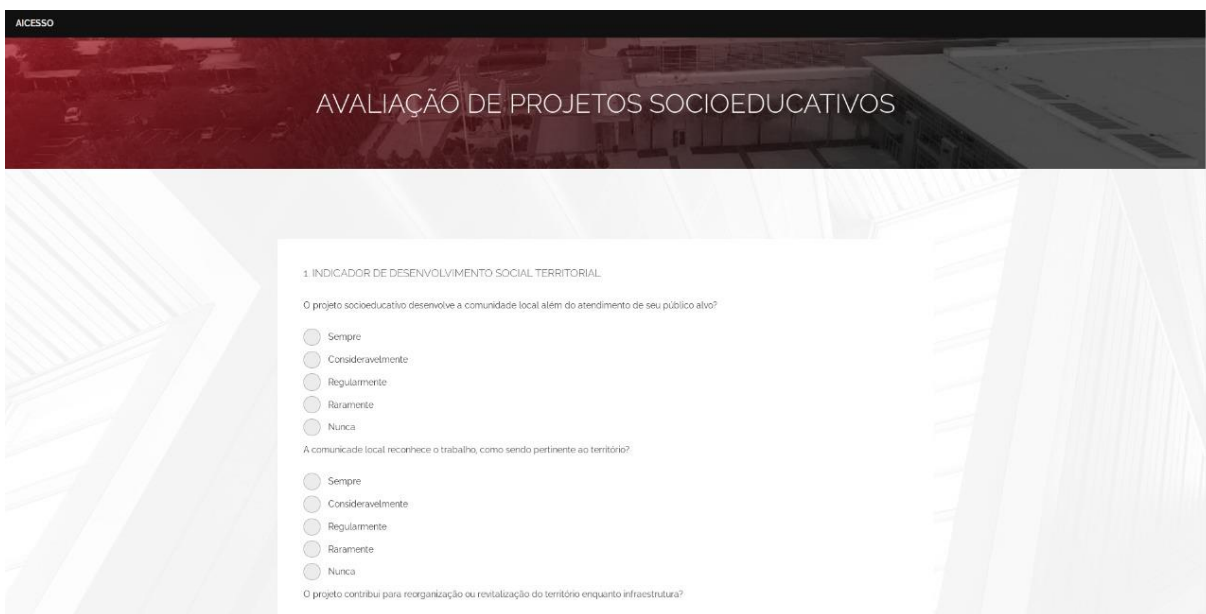 AICESSO
AVALIAÇÃO DE PROJETOS SOCIOEDUCATIVOS
1. INDICADOR DE DESENVOLVIMENTO SOCIAL TERRITORIAL
O projeto socioeducativo desenvolve a comunidade local além do atendimento de seu público alvo?
Sempre
Consideravelmente
Regularmente
Raramente
Nunca
A comunicade local reconhece o trabalho, como sendo pertinente ao território?
Sempre
Consideravelmente
Regularmente
Raramente
Nunca
O projeto contribui para reorganização ou revitalização do território enquanto infraestrutura?